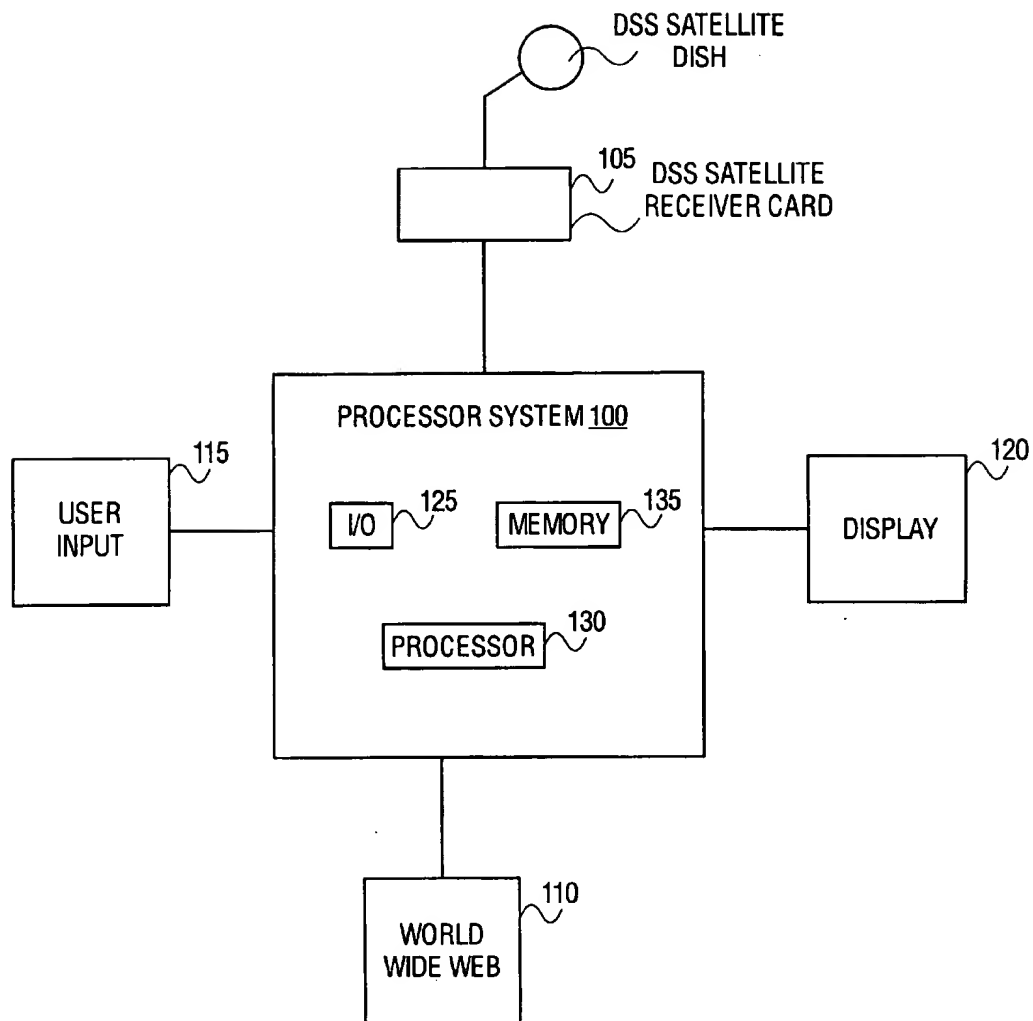 DSS SATELLITE
DISH
105
DSS SATELLITE
RECEIVER CARD
PROCESSOR SYSTEM 100
115
USER
INPUT
I/O
125
MEMORY
135
PROCESSOR
130
120
DISPLAY
110
WORLD
WIDE WEB